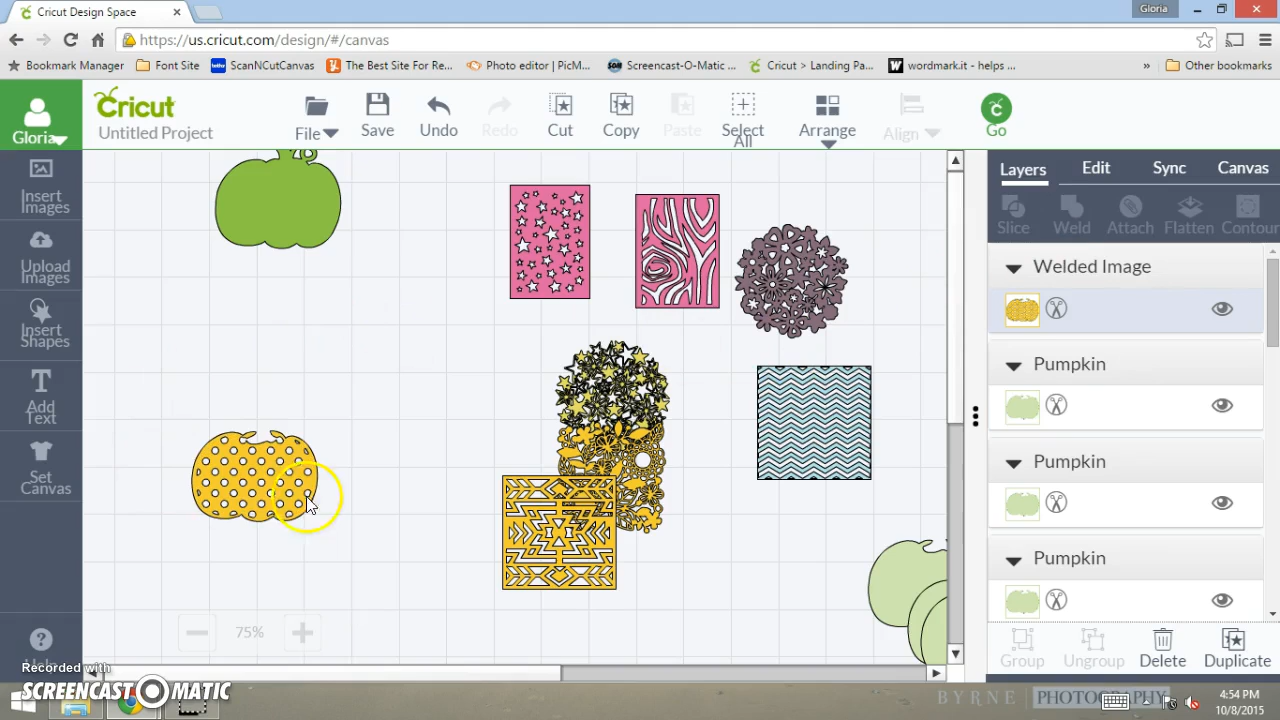 Cricut Design Space
Gloria
https://us.cricut.com/design/#/canvas
Bookmark Manager
Font Site
ScanNCutCanvas
The Best Site For Re...
Photo editor | PicM...
Screencast-O-Matic ...
Cricut > Landing Pa...
wordmark.it - helps ...
»
Other bookmarks
Gloria
Cricut
Untitled Project
File
Save
Undo
Redo
Cut
Copy
Paste
Select
All
Arrange
Align
Go
Insert
Images
Upload
Images
Insert
Shapes
Add
Text
Set
Canvas
Help
Layers
Edit
Sync
Canvas
Slice
Weld
Attach
Flatten
Contour
Welded Image
Pumpkin
Pumpkin
Pumpkin
75%
Group
Ungroup
Delete
Duplicate
Recorded with
SCREENCAST-O-MATIC
BYRNE PHOTOGRAPHY
4:54 PM
10/8/2015